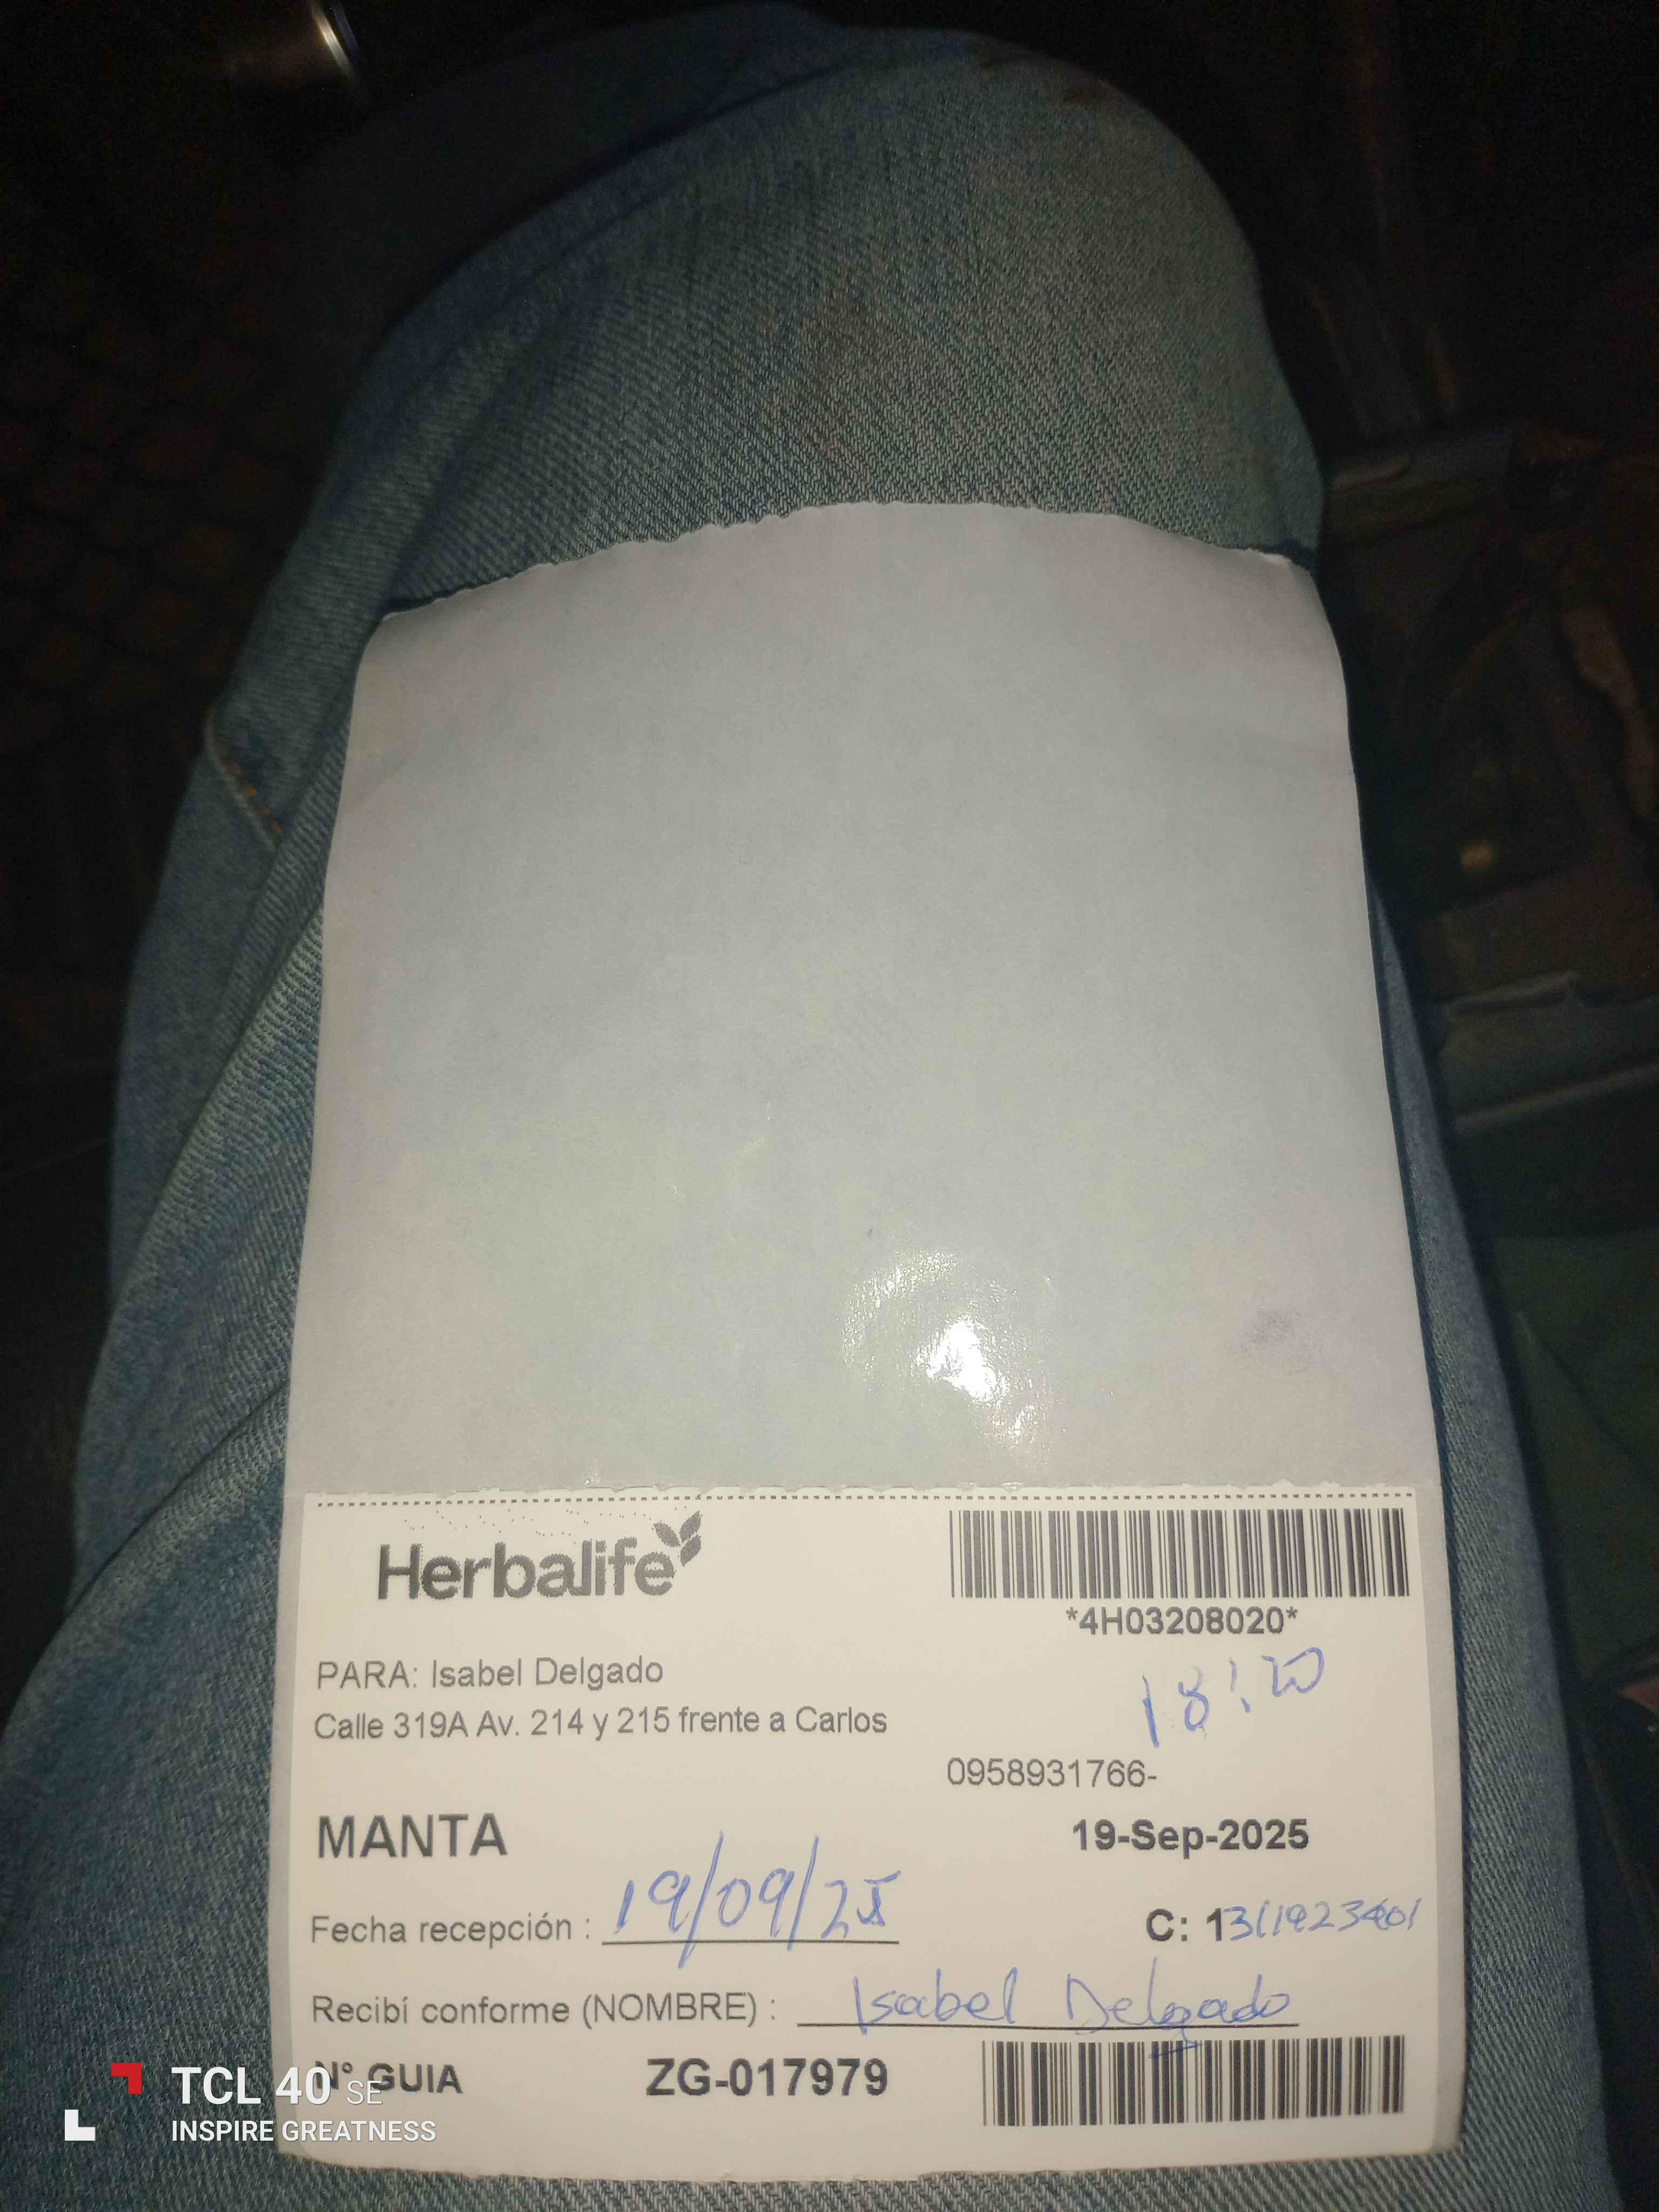 Herbalife
*4H03208020*
PARA: Isabel Delgado
18:20
Calle 319A Av. 214 y 215 frente a Carlos
0958931766-
MANTA
19-Sep-2025
Fecha recepción : 19/09/25
C: 1311923401
Recibí conforme (NOMBRE) : Isabel Delgado
N° GUIA ZG-017979
TCL 40 SE
INSPIRE GREATNESS